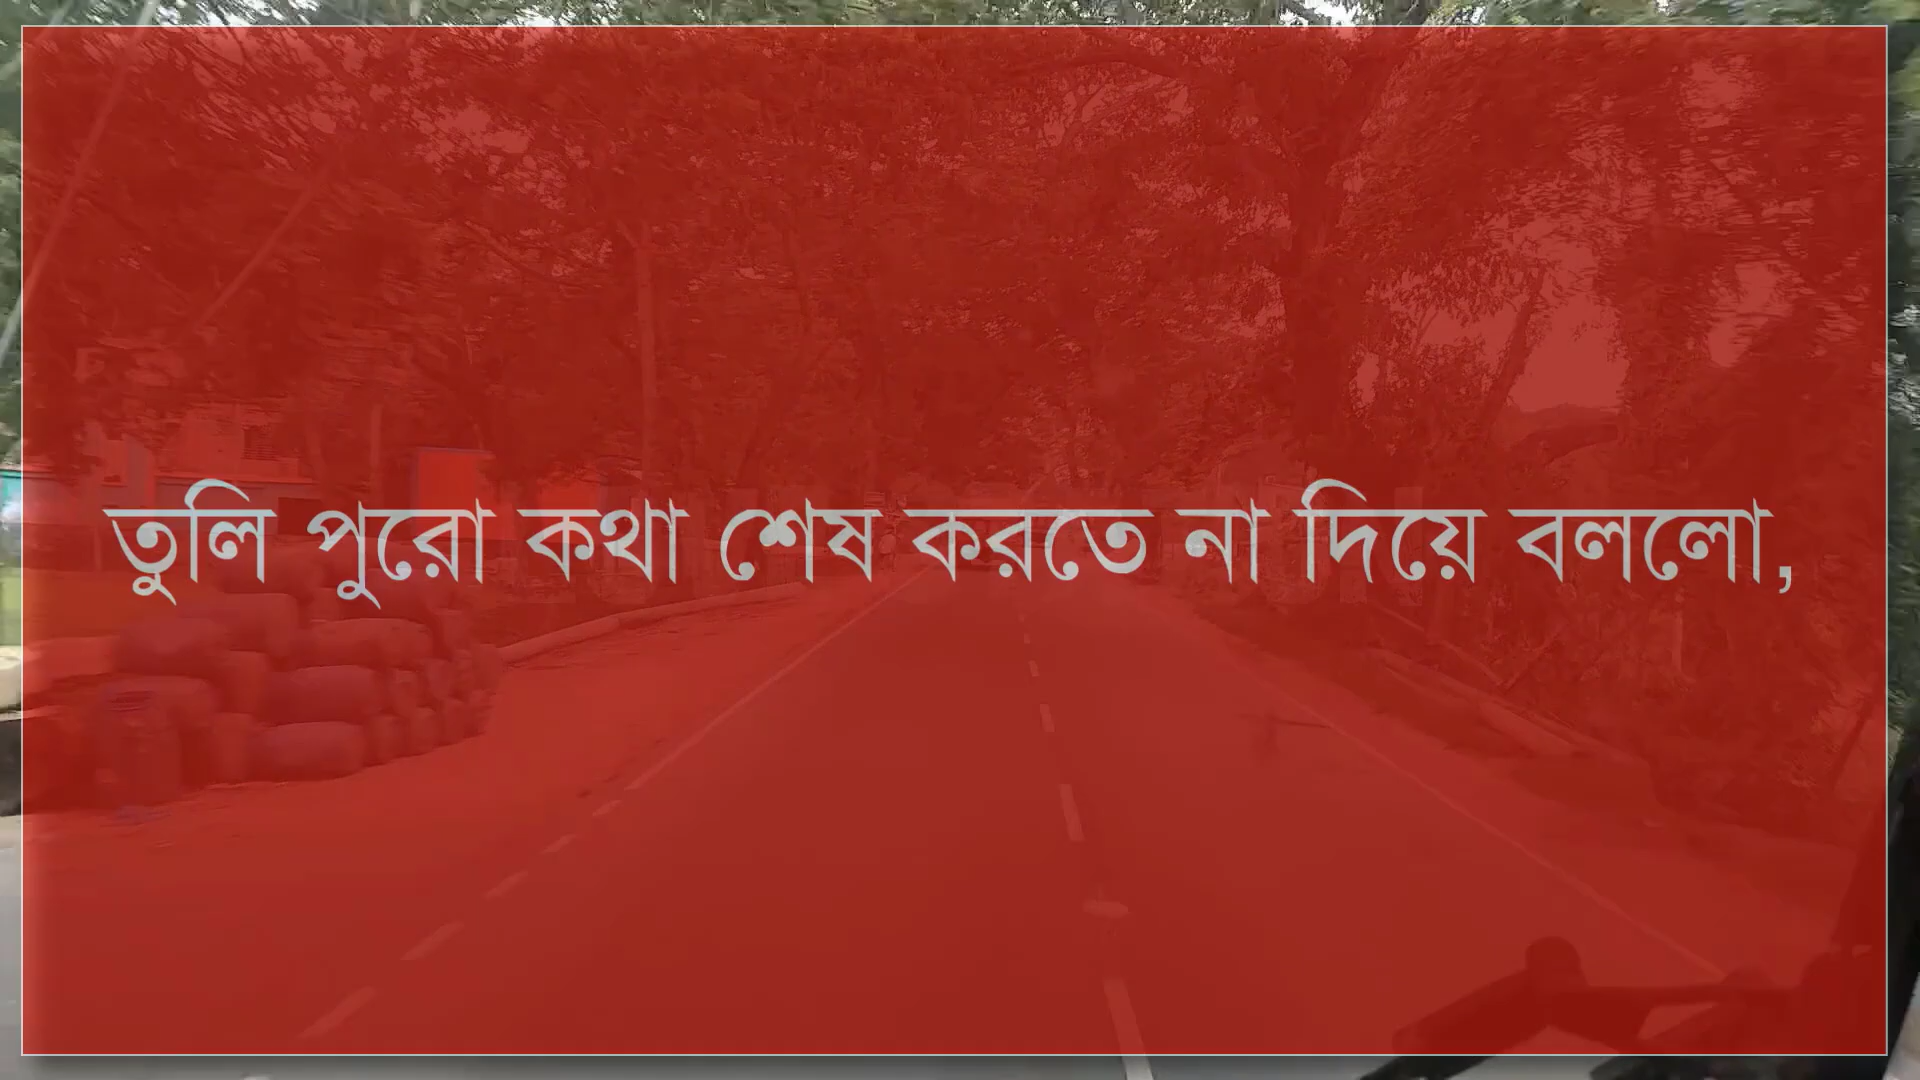 তুলি পুরো কথা শেষ করতে না দিয়ে বললো,